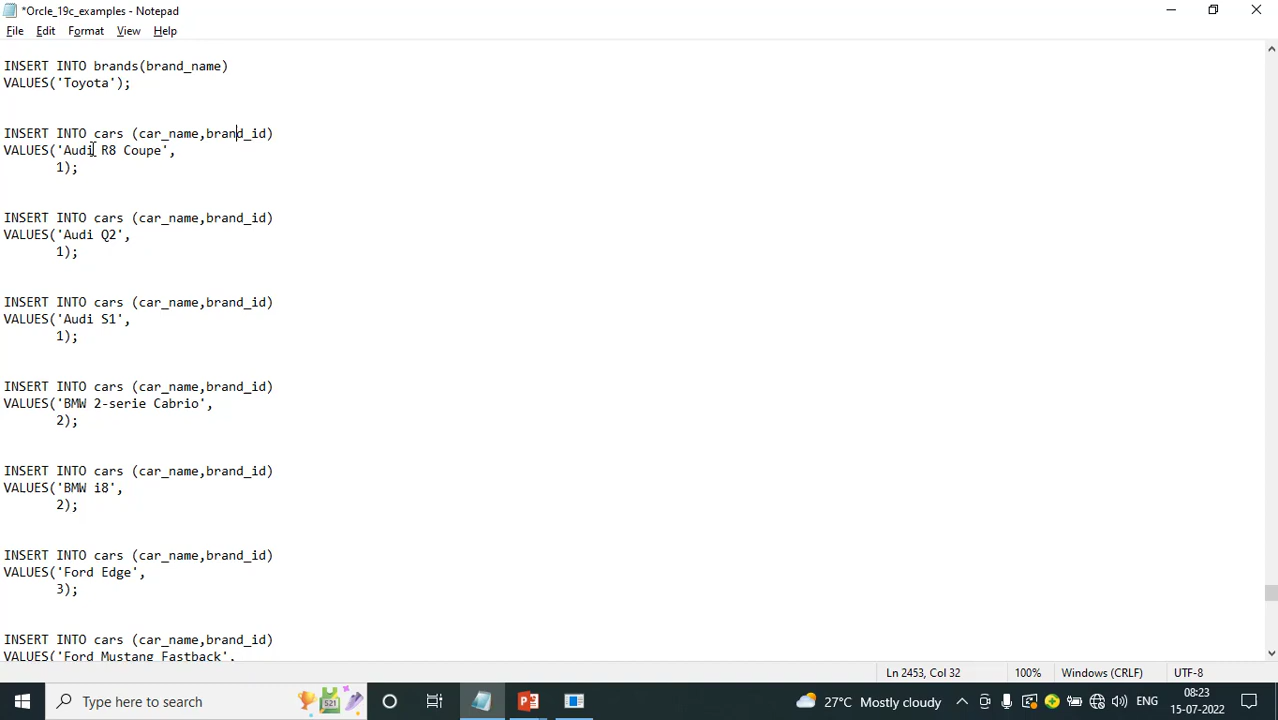 *Orcle_19c_examples - Notepad
File Edit Format View Help
INSERT INTO brands(brand_name)
VALUES('Toyota');
INSERT INTO cars (car_name,brand_id)
VALUES('Audi R8 Coupe',
1);
INSERT INTO cars (car_name,brand_id)
VALUES('Audi Q2',
1);
INSERT INTO cars (car_name,brand_id)
VALUES('Audi S1',
1);
INSERT INTO cars (car_name,brand_id)
VALUES('BMW 2-serie Cabrio',
2);
INSERT INTO cars (car_name,brand_id)
VALUES('BMW i8',
2);
INSERT INTO cars (car_name,brand_id)
VALUES('Ford Edge',
3);
INSERT INTO cars (car_name,brand_id)
VALUES('Ford Mustang Fastback',
Ln 2453, Col 32 100% Windows (CRLF) UTF-8
Type here to search 521 27°C Mostly cloudy ENG 08:23
15-07-2022